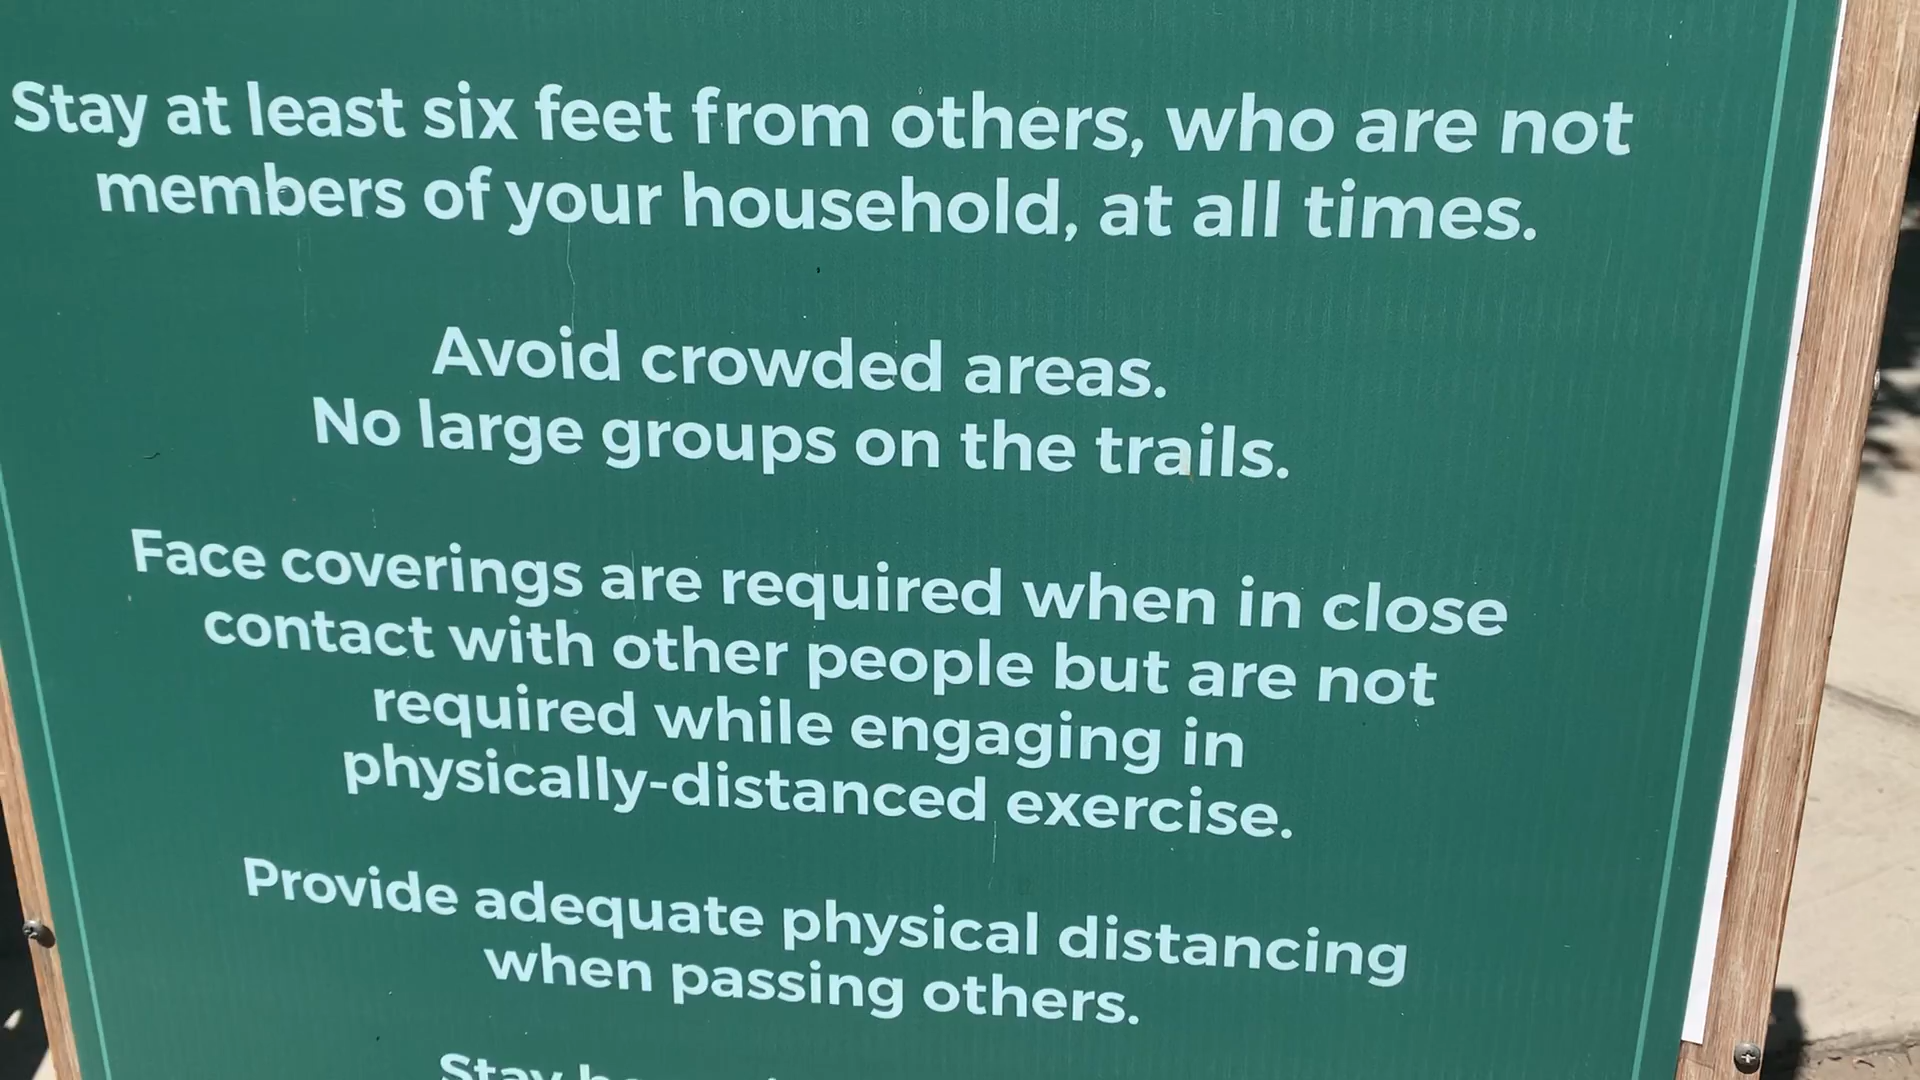 Stay at least six feet from others, who are not
members of your household, at all times.
Avoid crowded areas.
No large groups on the trails.
Face coverings are required when in close
contact with other people but are not
required while engaging in
physically-distanced exercise.
Provide adequate physical distancing
when passing others.
Stay